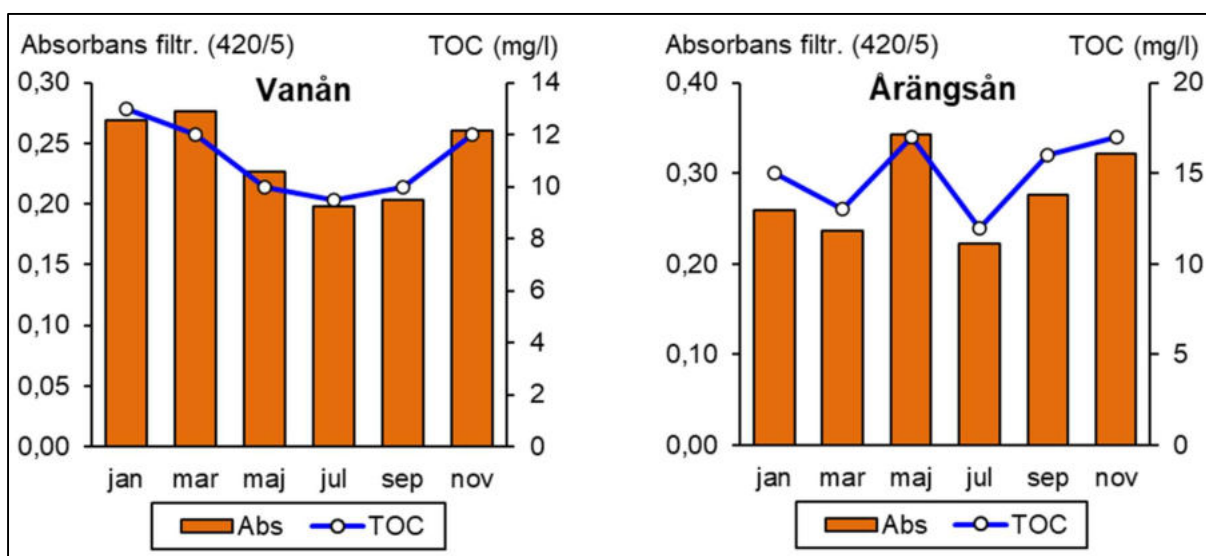 Absorbans filtr. (420/5) TOC (mg/l)
Vanån
0,30 14
0,25 12
0,20 10
0,15 8
0,10 6
0,05 4
0,00 2
0
jan mar maj jul sep nov
Abs TOC
Absorbans filtr. (420/5) TOC (mg/l)
Årängsån
0,40 20
0,30 15
0,20 10
0,10 5
0,00 0
jan mar maj jul sep nov
Abs TOC